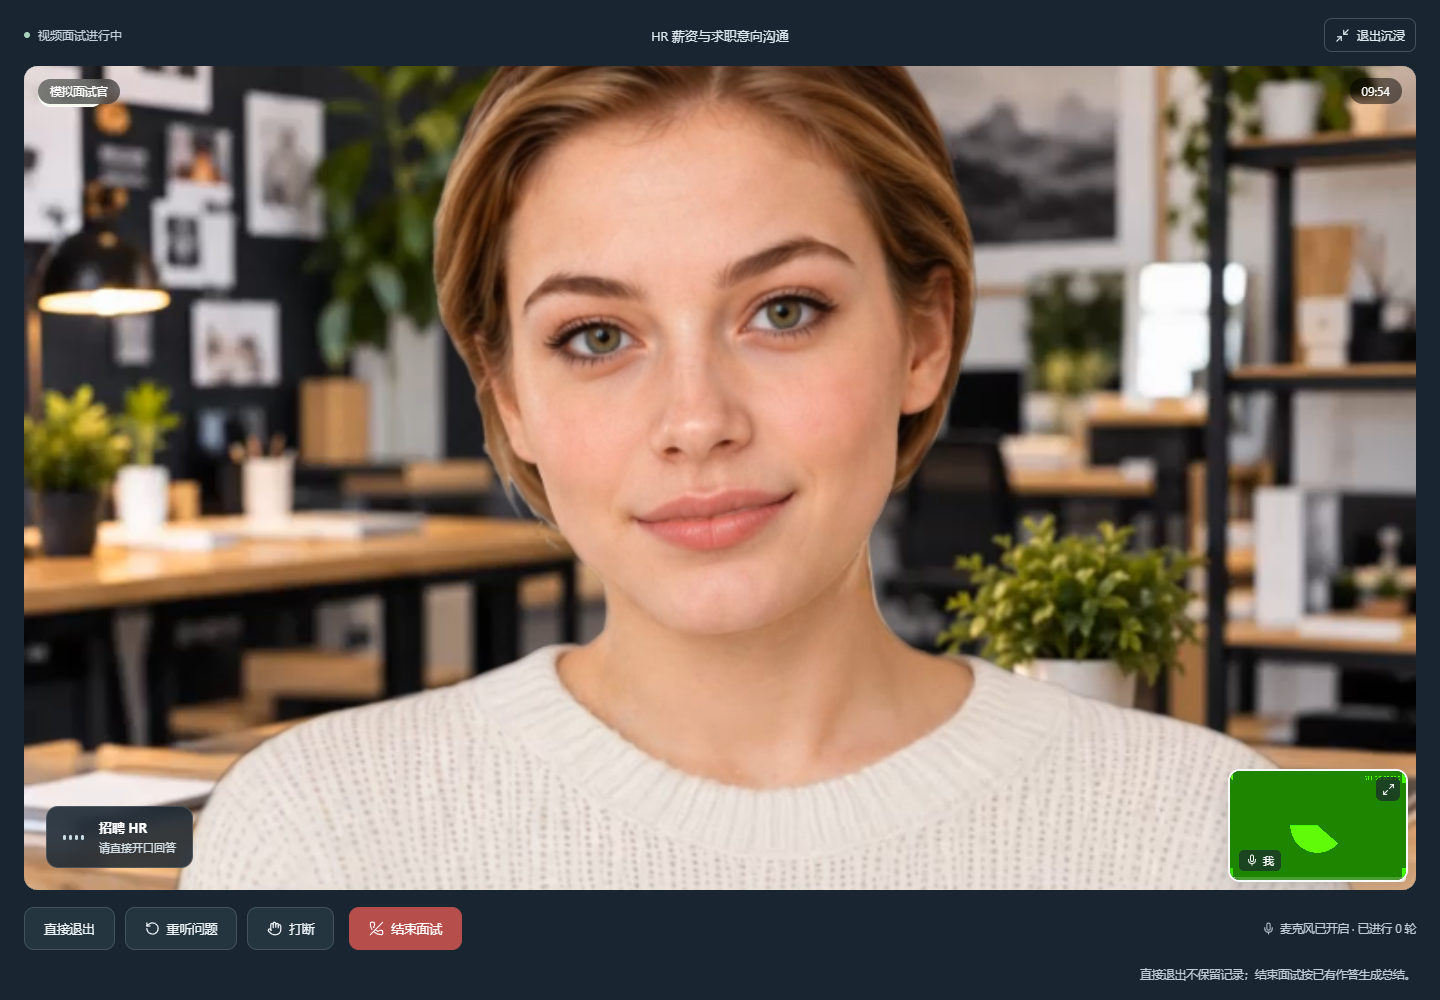 视频面试进行中
HR 薪资与求职意向沟通
退出沉浸
模拟面试官
09:54
招聘 HR
请直接开口回答
我
直接退出
重听问题
打断
结束面试
麦克风已开启 · 已进行 0 轮
直接退出不保留记录；结束面试按已有作答生成总结。